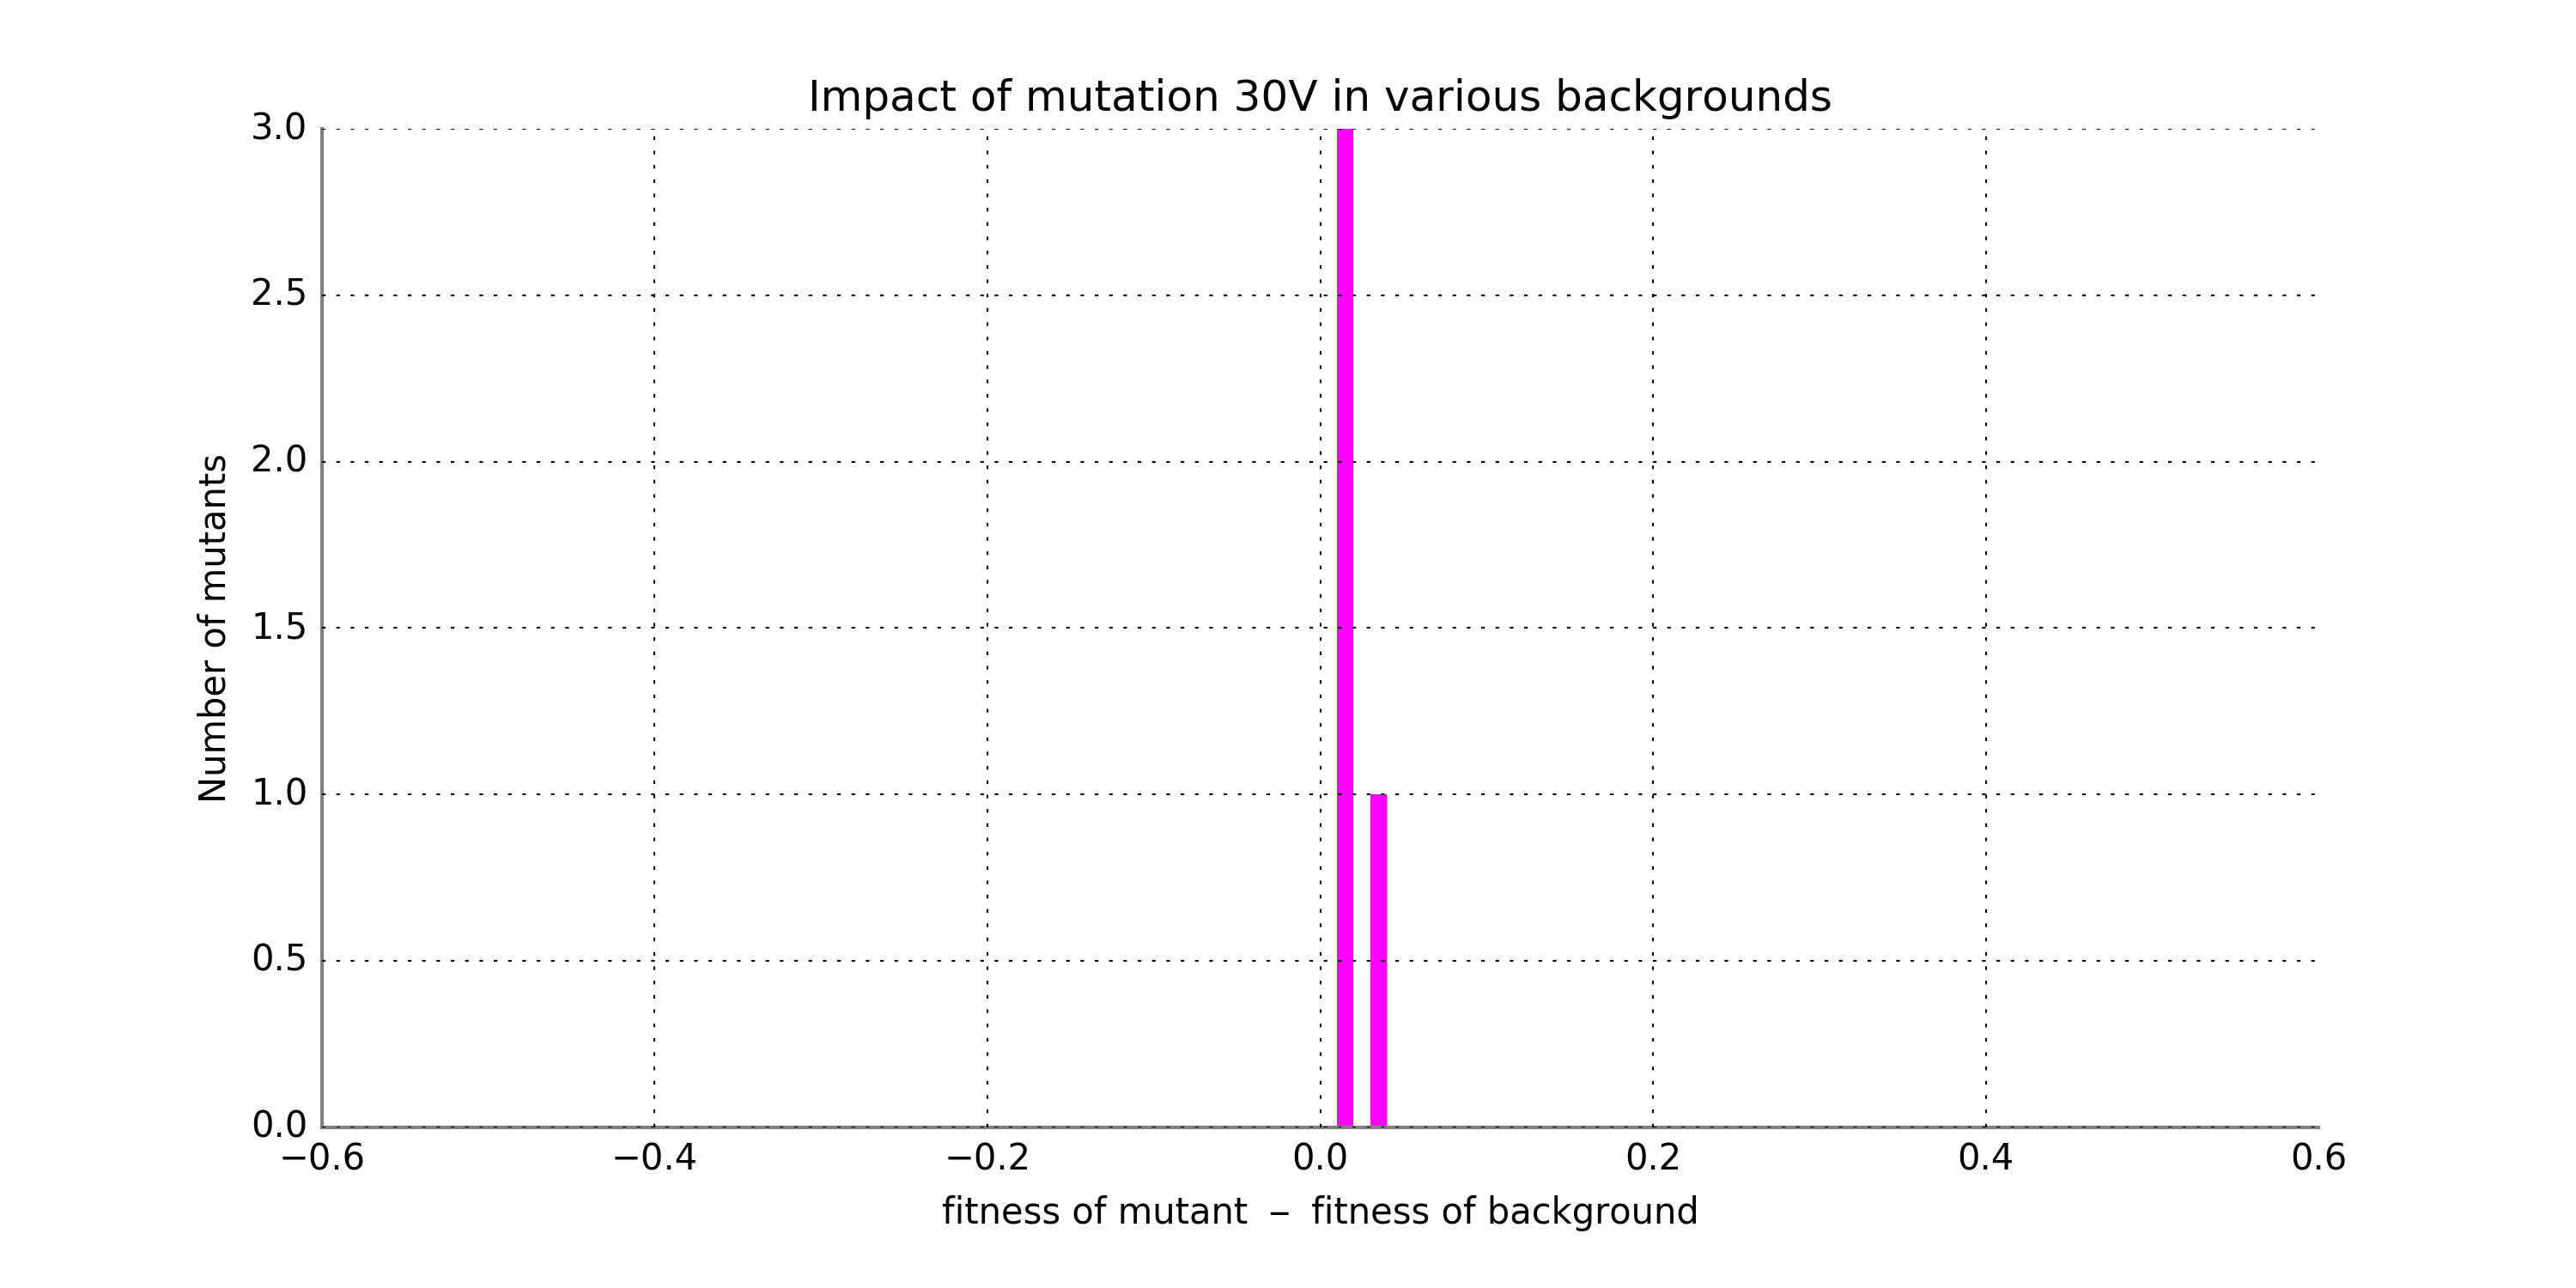 Impact of mutation 30V in various backgrounds
3.0
2.5
2.0
1.5
1.0
0.5
0.0
Number of mutants
−0.6 −0.4 −0.2 0.0 0.2 0.4 0.6
fitness of mutant − fitness of background